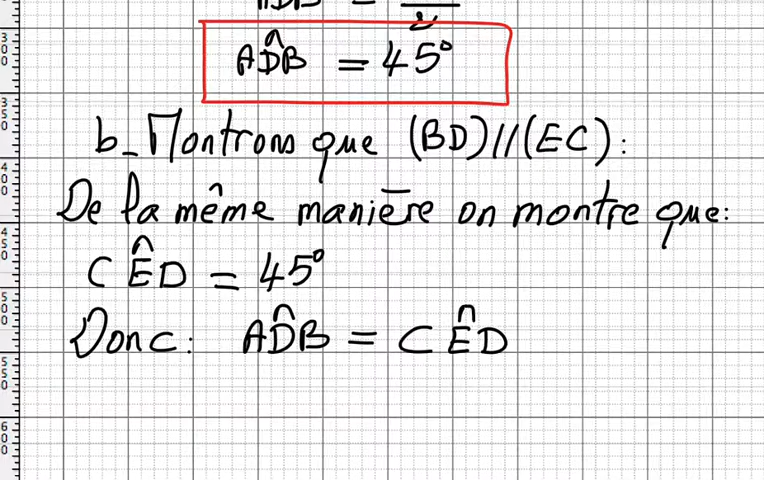 AD̂B = 45°
b_ Montrons que (BD)//(EC):
De la même manière on montre que:
CÊD = 45°
Donc: AD̂B = CÊD